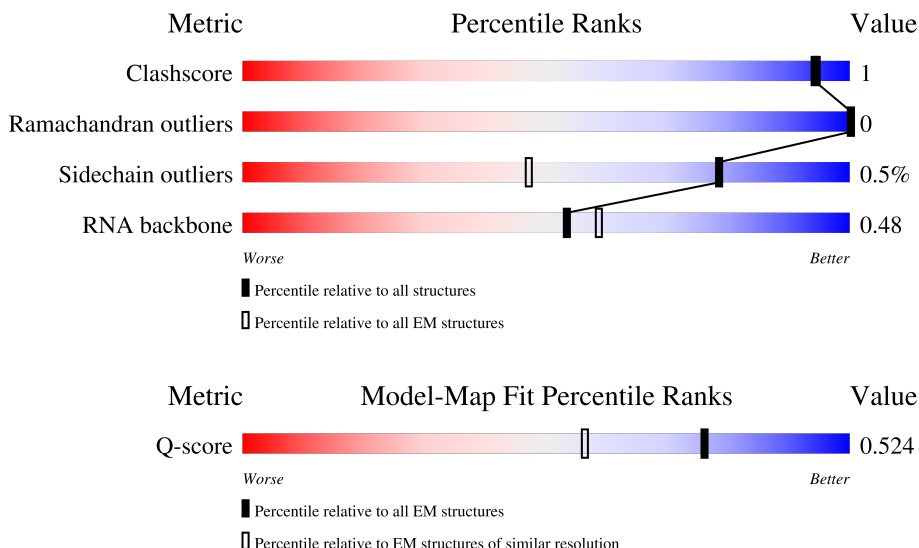 Metric Percentile Ranks Value
Clashscore 1
Ramachandran outliers 0
Sidechain outliers 0.5%
RNA backbone 0.48
Worse Better
Percentile relative to all structures
Percentile relative to all EM structures
Metric Model-Map Fit Percentile Ranks Value
Q-score 0.524
Worse Better
Percentile relative to all EM structures
Percentile relative to EM structures of similar resolution